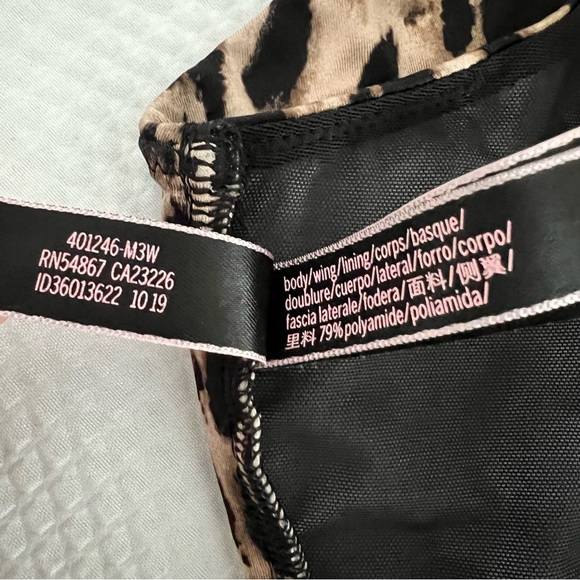 401246-M3W
RN54867 CA23226
ID36013622 10 19
body/wing/lining/corps/basque/
doublure/cuerpo/lateral/forro/corpo/
fascia laterale/fodera/面料/侧翼/
里料 79% polyamide/poliamida/